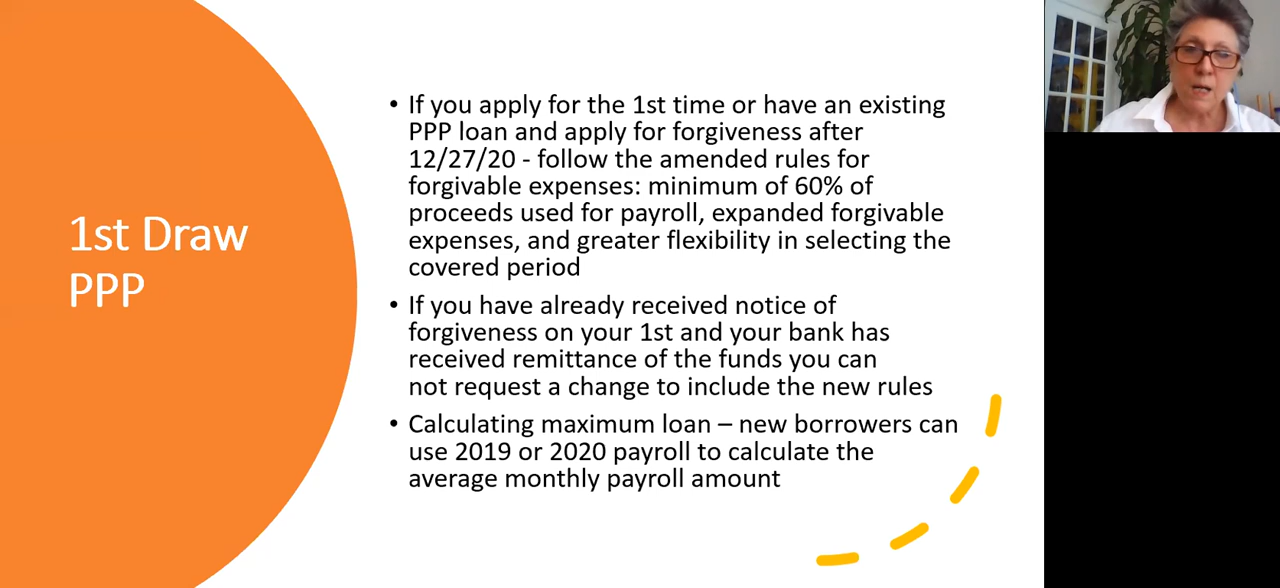 1st Draw
PPP
• If you apply for the 1st time or have an existing
PPP loan and apply for forgiveness after
12/27/20 - follow the amended rules for
forgivable expenses: minimum of 60% of
proceeds used for payroll, expanded forgivable
expenses, and greater flexibility in selecting the
covered period
• If you have already received notice of
forgiveness on your 1st and your bank has
received remittance of the funds you can
not request a change to include the new rules
• Calculating maximum loan – new borrowers can
use 2019 or 2020 payroll to calculate the
average monthly payroll amount